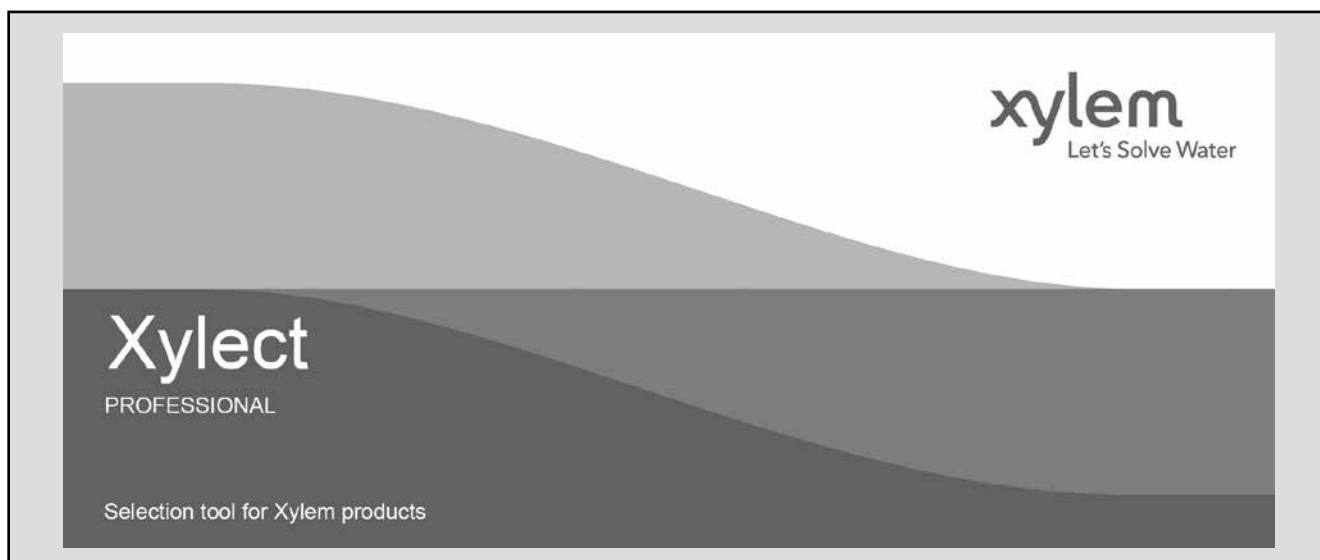 xylem
Let's Solve Water
Xylect
PROFESSIONAL
Selection tool for Xylem products